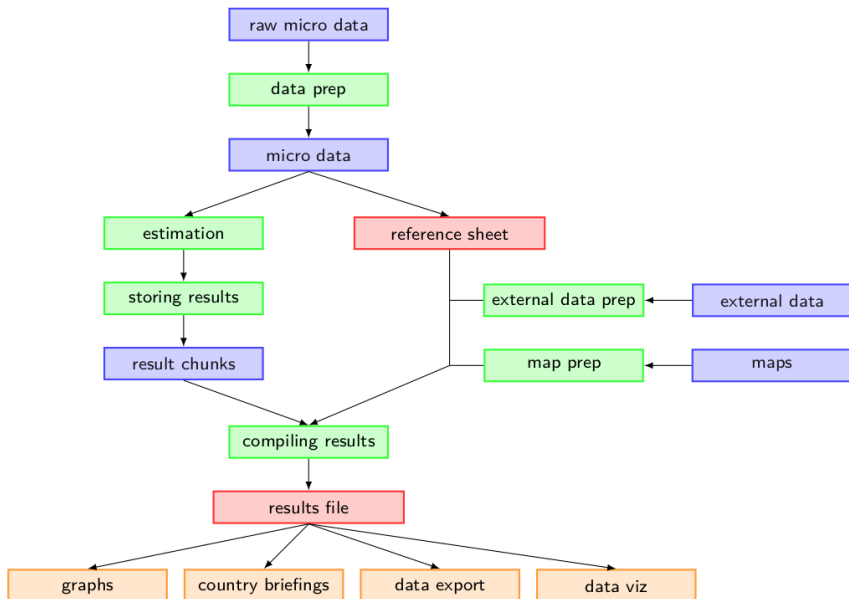 raw micro data
data prep
micro data
estimation
reference sheet
storing results
external data prep
external data
result chunks
map prep
maps
compiling results
results file
graphs
country briefings
data export
data viz